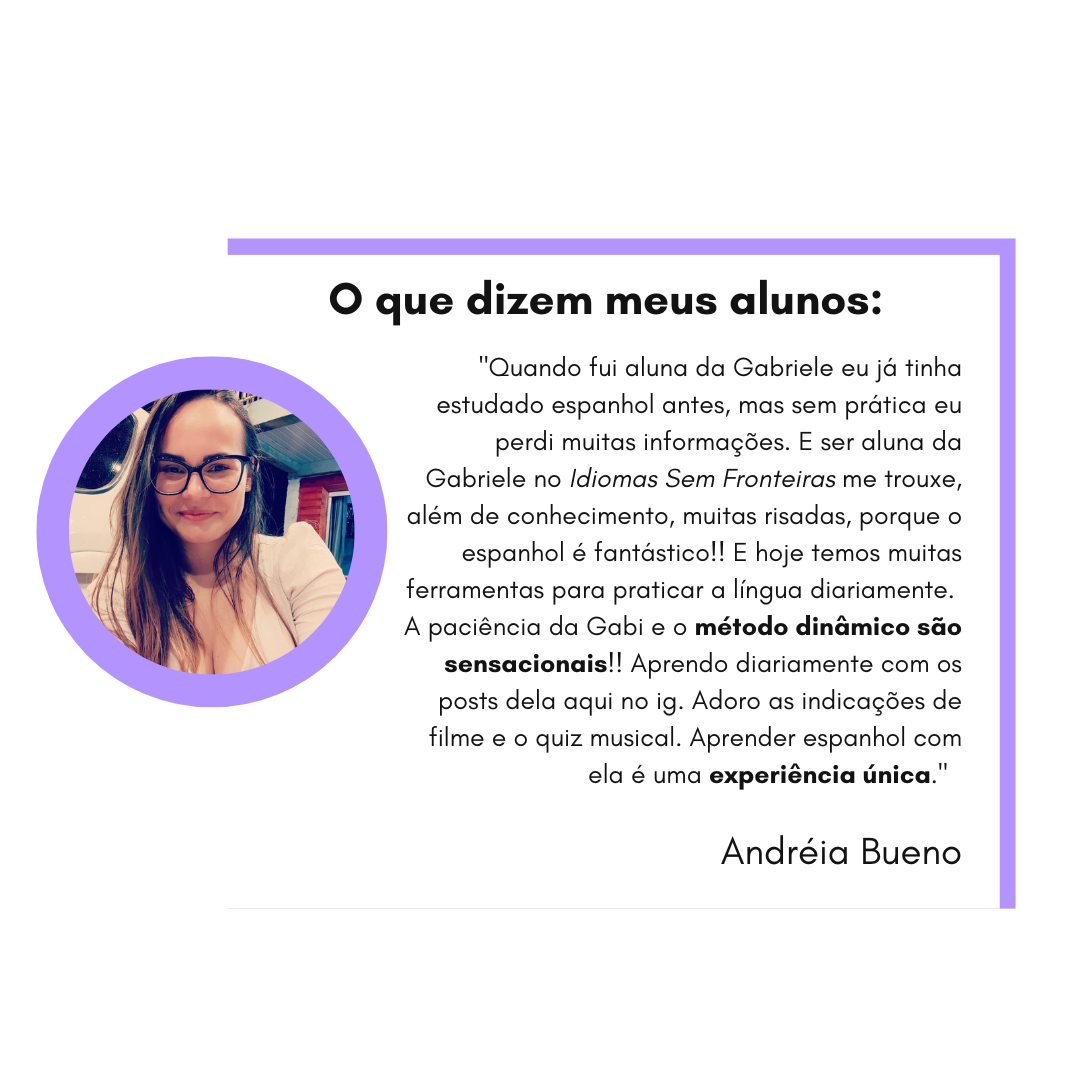 O que dizem meus alunos:
"Quando fui aluna da Gabriele eu já tinha
estudado espanhol antes, mas sem prática eu
perdi muitas informações. E ser aluna da
Gabriele no Idiomas Sem Fronteiras me trouxe,
além de conhecimento, muitas risadas, porque o
espanhol é fantástico!! E hoje temos muitas
ferramentas para praticar a língua diariamente.
A paciência da Gabi e o método dinâmico são
sensacionais!! Aprendo diariamente com os
posts dela aqui no ig. Adoro as indicações de
filme e o quiz musical. Aprender espanhol com
ela é uma experiência única."
Andréia Bueno